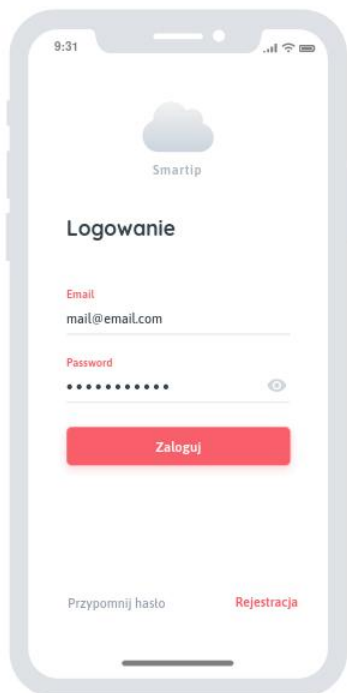 9:31
Smartip
Logowanie
Email
mail@email.com
Password
Zaloguj
Przypomnij hasło
Rejestracja